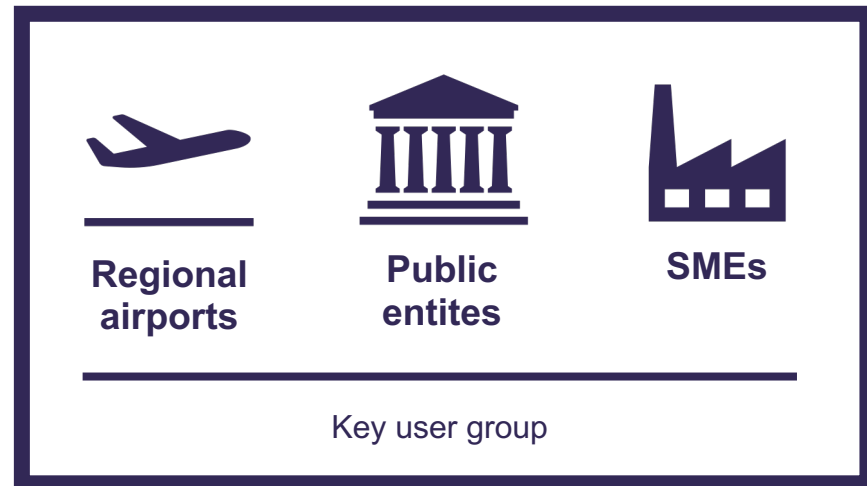 Regional
airports
Public
entites
SMEs
Key user group